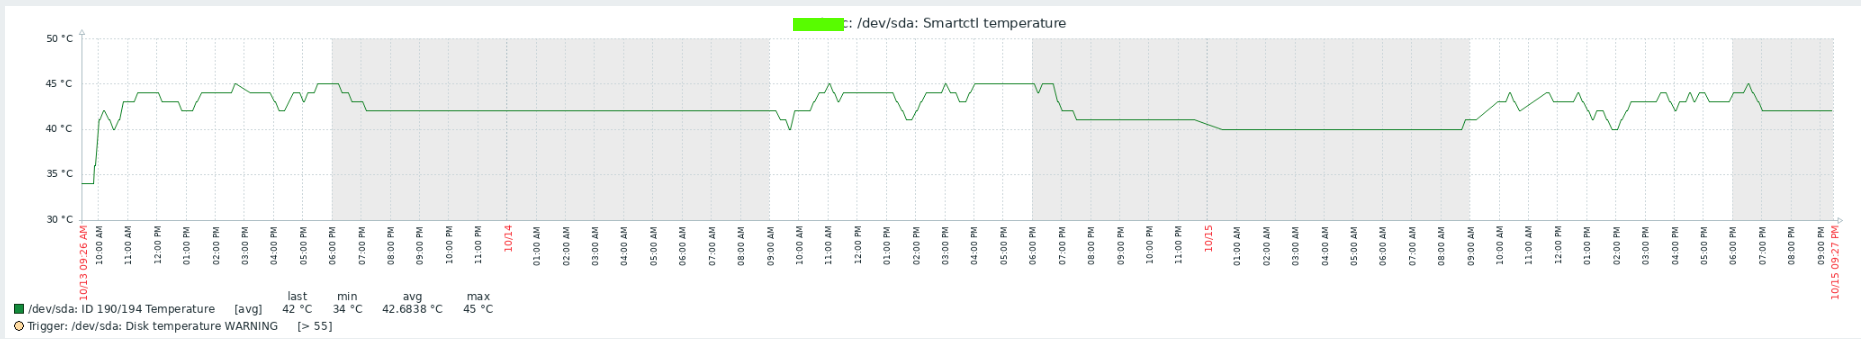 : /dev/sda: Smartctl temperature
50 °C
45 °C
40 °C
35 °C
30 °C
10/13 09:26 AM
10:00 AM
11:00 AM
12:00 PM
01:00 PM
02:00 PM
03:00 PM
04:00 PM
05:00 PM
06:00 PM
07:00 PM
08:00 PM
09:00 PM
10:00 PM
11:00 PM
10/14
01:00 AM
02:00 AM
03:00 AM
04:00 AM
05:00 AM
06:00 AM
07:00 AM
08:00 AM
09:00 AM
10:00 AM
11:00 AM
12:00 PM
01:00 PM
02:00 PM
03:00 PM
04:00 PM
05:00 PM
06:00 PM
07:00 PM
08:00 PM
09:00 PM
10:00 PM
11:00 PM
10/15
01:00 AM
02:00 AM
03:00 AM
04:00 AM
05:00 AM
06:00 AM
07:00 AM
08:00 AM
09:00 AM
10:00 AM
11:00 AM
12:00 PM
01:00 PM
02:00 PM
03:00 PM
04:00 PM
05:00 PM
06:00 PM
07:00 PM
08:00 PM
09:00 PM
10/15 09:27 PM
last min avg max
/dev/sda: ID 190/194 Temperature [avg] 42 °C 34 °C 42.6838 °C 45 °C
Trigger: /dev/sda: Disk temperature WARNING [> 55]